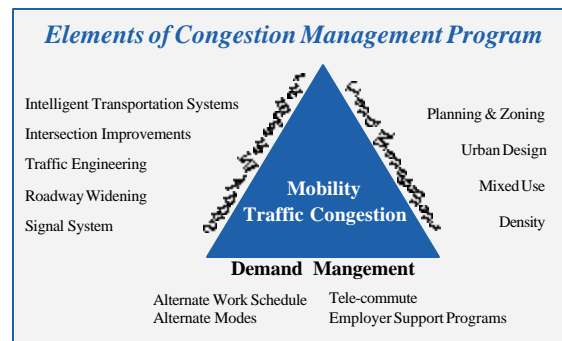 Elements of Congestion Management Program
Intelligent Transportation Systems
Intersection Improvements
Traffic Engineering
Roadway Widening
Signal System
Planning & Zoning
Urban Design
Mixed Use
Density
Mobility
Traffic Congestion
Demand Mangement
Alternate Work Schedule
Alternate Modes
Tele-commute
Employer Support Programs